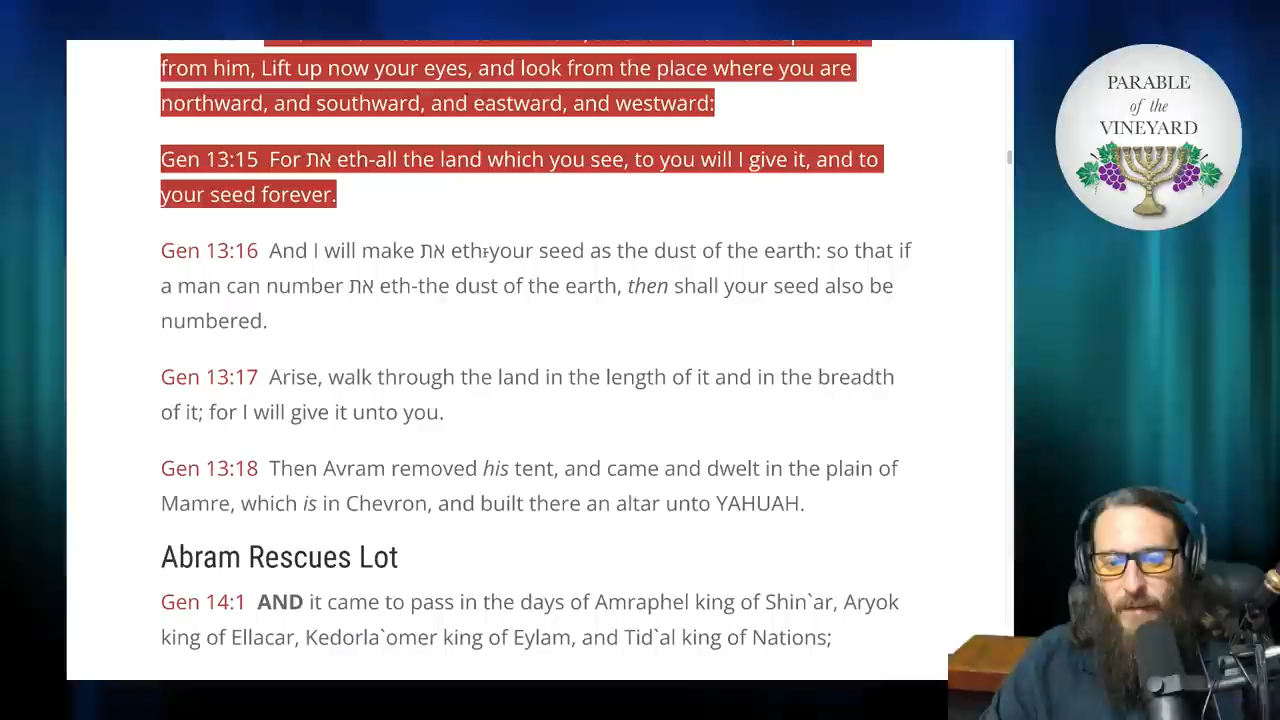 from him, Lift up now your eyes, and look from the place where you are
northward, and southward, and eastward, and westward:
Gen 13:15 For את eth-all the land which you see, to you will I give it, and to
your seed forever.
Gen 13:16 And I will make את eth-your seed as the dust of the earth: so that if
a man can number את eth-the dust of the earth, then shall your seed also be
numbered.
Gen 13:17 Arise, walk through the land in the length of it and in the breadth
of it; for I will give it unto you.
Gen 13:18 Then Avram removed his tent, and came and dwelt in the plain of
Mamre, which is in Chevron, and built there an altar unto YAHUAH.
Abram Rescues Lot
Gen 14:1 AND it came to pass in the days of Amraphel king of Shin`ar, Aryok
king of Ellacar, Kedorla`omer king of Eylam, and Tid`al king of Nations;
PARABLE
of the
VINEYARD